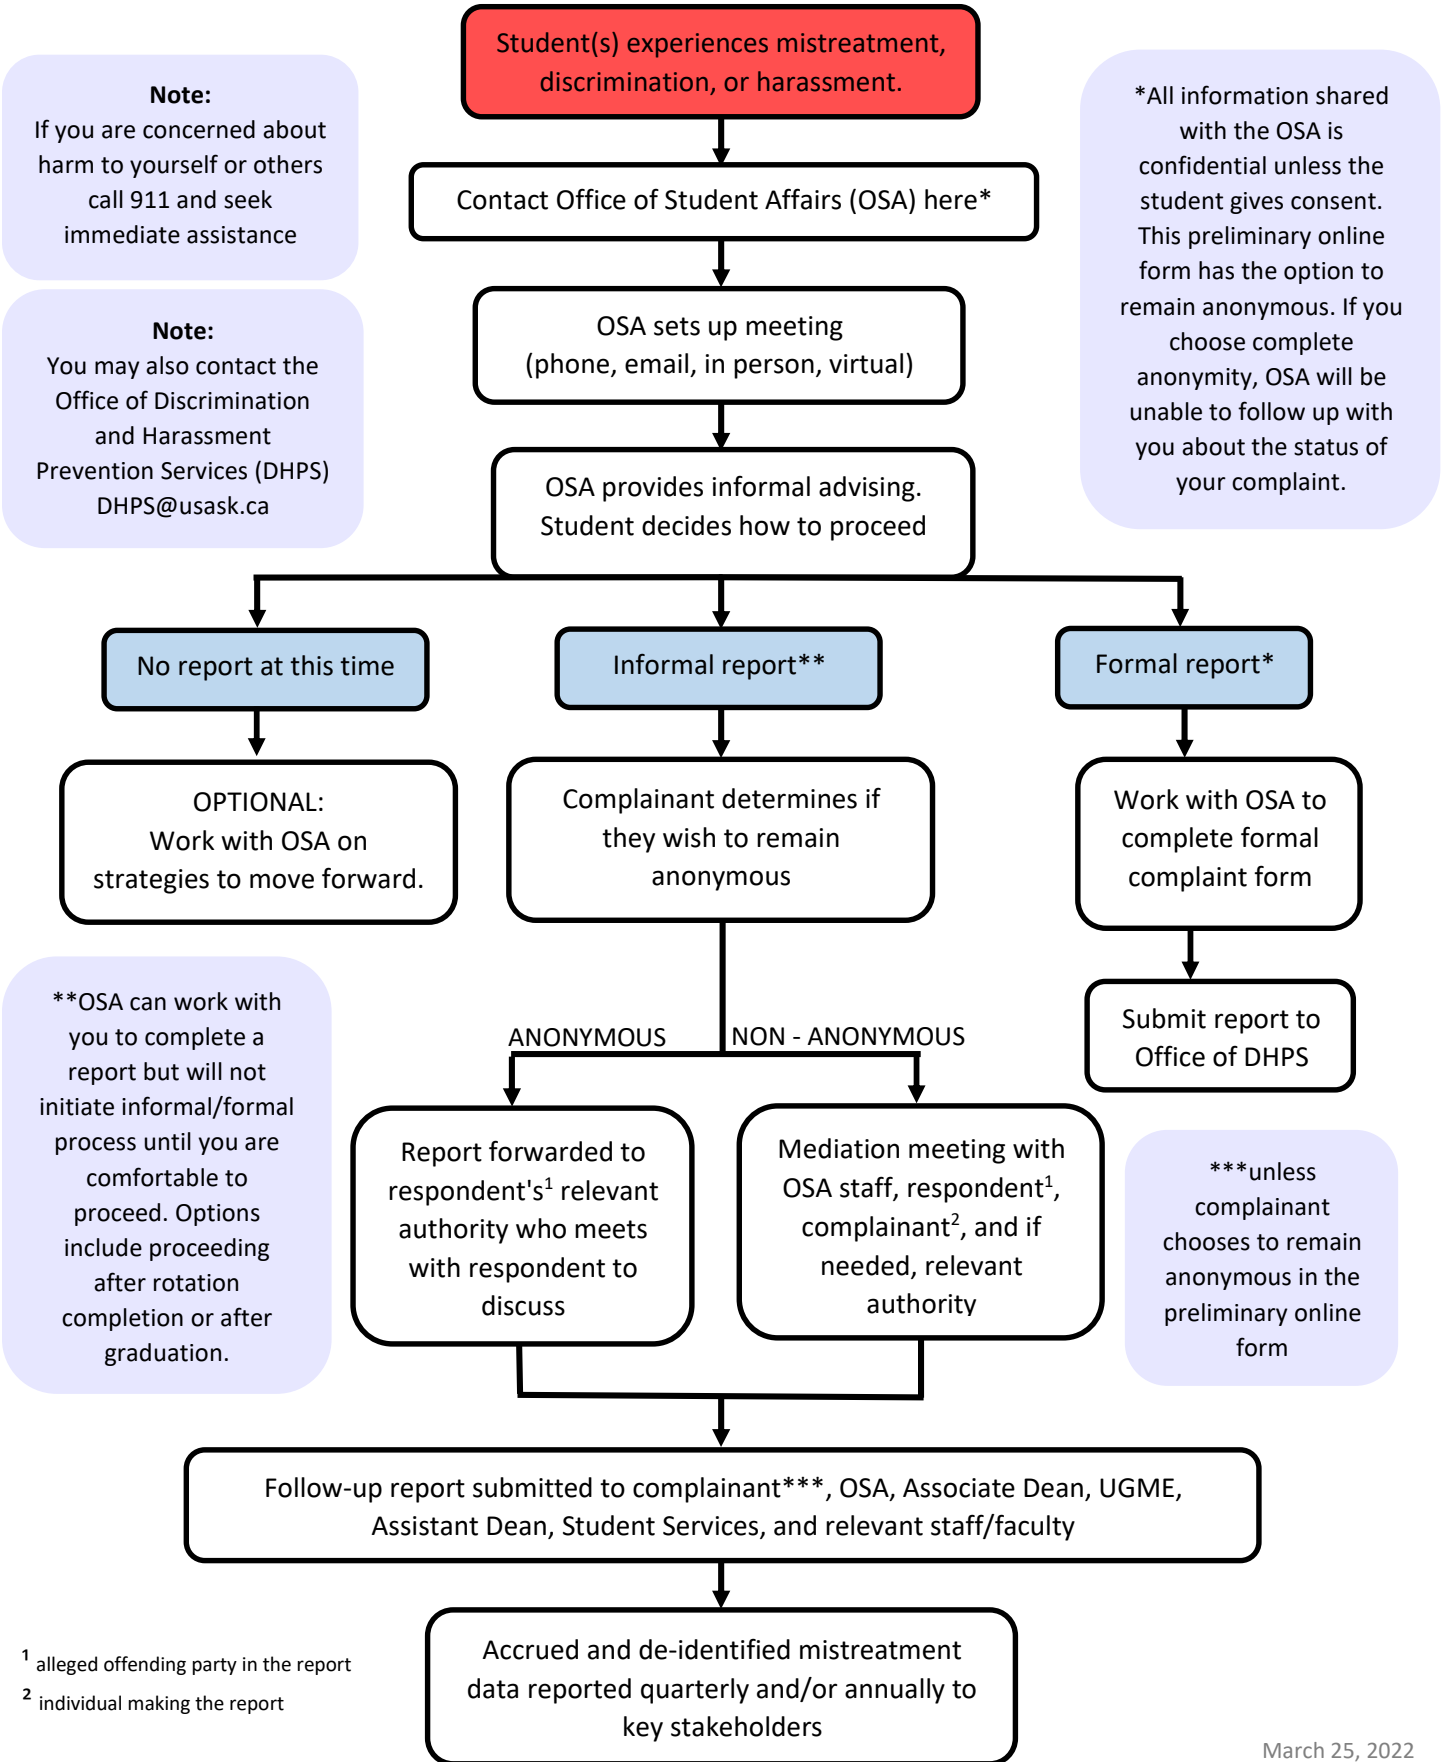 Student(s) experiences mistreatment,
discrimination, or harassment.
Note:
If you are concerned about
harm to yourself or others
call 911 and seek
immediate assistance
*All information shared
with the OSA is
confidential unless the
student gives consent.
This preliminary online
form has the option to
remain anonymous. If you
choose complete
anonymity, OSA will be
unable to follow up with
you about the status of
your complaint.
Contact Office of Student Affairs (OSA) here*
Note:
You may also contact the
Office of Discrimination
and Harassment
Prevention Services (DHPS)
DHPS@usask.ca
OSA sets up meeting
(phone, email, in person, virtual)
OSA provides informal advising.
Student decides how to proceed
No report at this time
Informal report**
Formal report*
OPTIONAL:
Work with OSA on
strategies to move forward.
Complainant determines if
they wish to remain
anonymous
Work with OSA to
complete formal
complaint form
Submit report to
Office of DHPS
**OSA can work with
you to complete a
report but will not
initiate informal/formal
process until you are
comfortable to
proceed. Options
include proceeding
after rotation
completion or after
graduation.
ANONYMOUS
NON - ANONYMOUS
Report forwarded to
respondent's¹ relevant
authority who meets
with respondent to
discuss
Mediation meeting with
OSA staff, respondent¹,
complainant², and if
needed, relevant
authority
***unless
complainant
chooses to remain
anonymous in the
preliminary online
form
Follow-up report submitted to complainant***, OSA, Associate Dean, UGME,
Assistant Dean, Student Services, and relevant staff/faculty
Accrued and de-identified mistreatment
data reported quarterly and/or annually to
key stakeholders
¹ alleged offending party in the report
² individual making the report
March 25, 2022